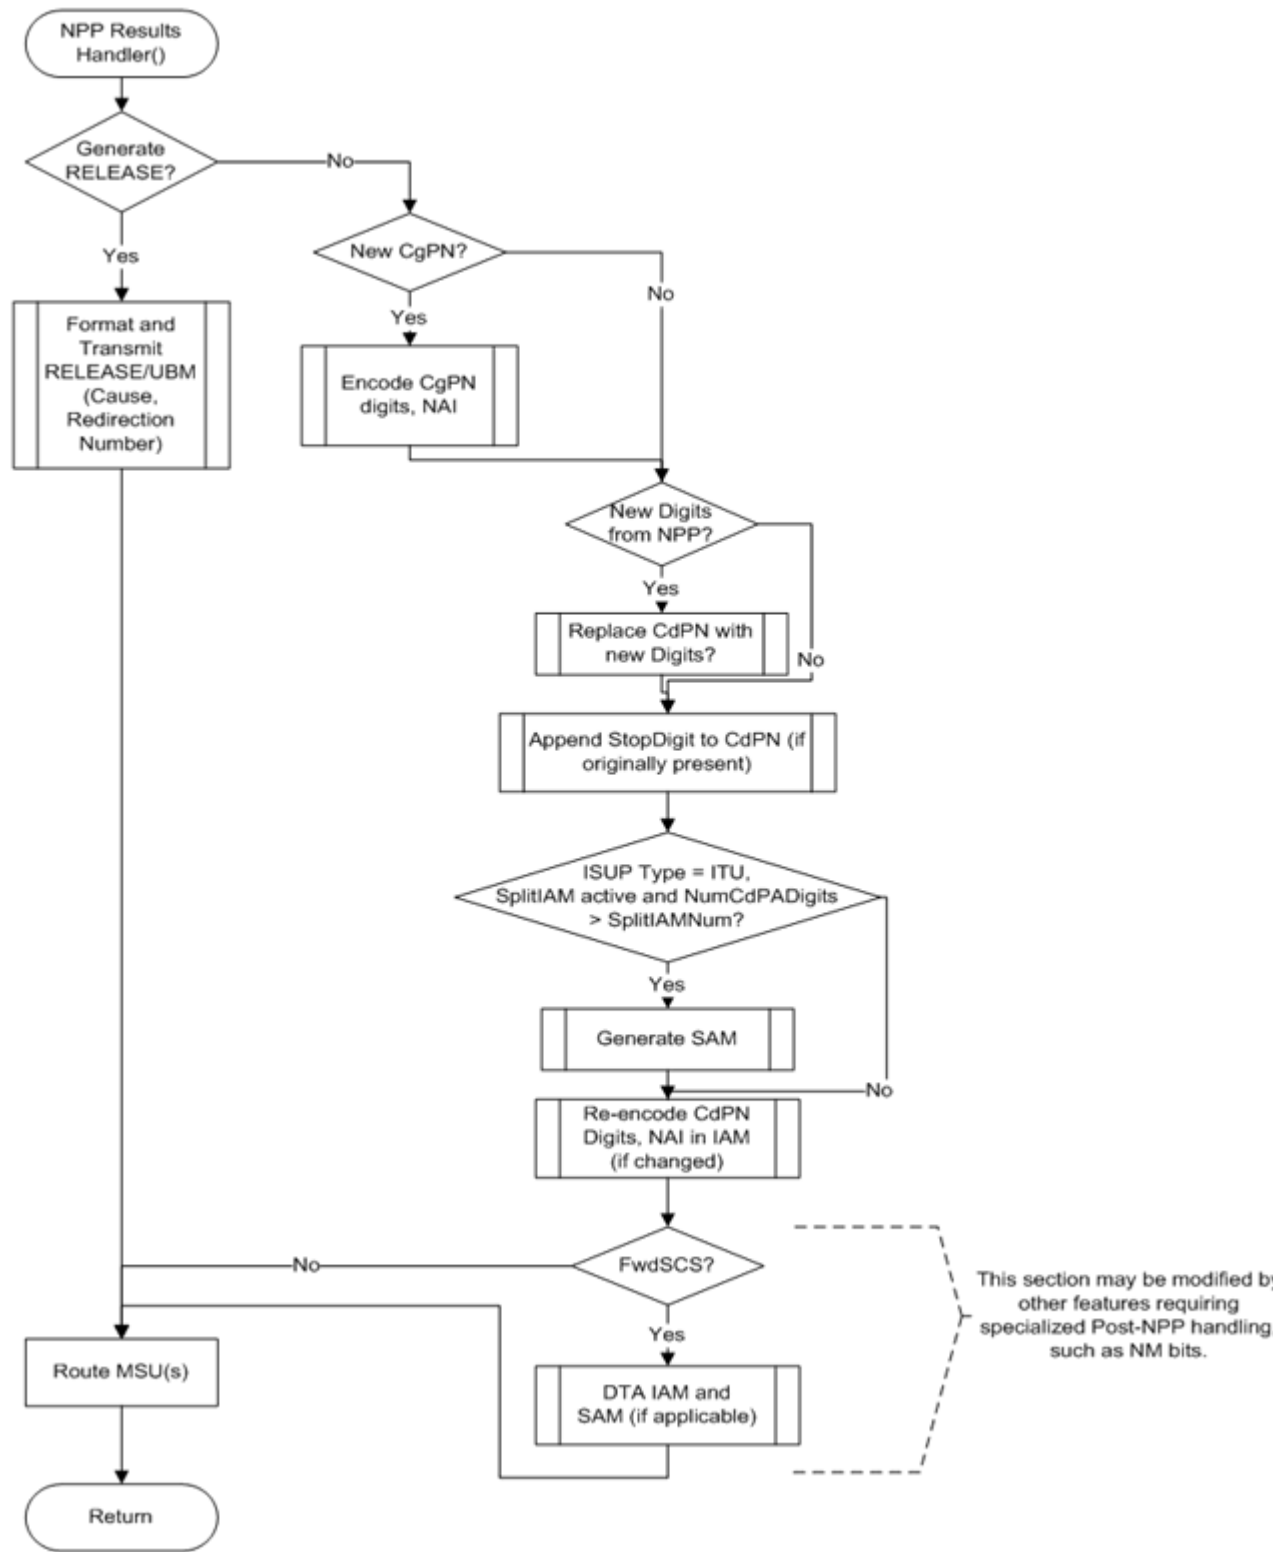 NPP Results
Handler()
Generate
RELEASE?
No
Yes
New CgPN?
No
Yes
Format and
Transmit
RELEASE/UBM
(Cause,
Redirection
Number)
Encode CgPN
digits, NAI
New Digits
from NPP?
Yes
Replace CdPN with
new Digits?
No
Append StopDigit to CdPN (if
originally present)
ISUP Type = ITU,
SplitIAM active and NumCdPADigits
> SplitIAMNum?
Yes
Generate SAM
No
Re-encode CdPN
Digits, NAI in IAM
(if changed)
FwdSCS?
No
Yes
This section may be modified by
other features requiring
specialized Post-NPP handling
such as NM bits.
Route MSU(s)
DTA IAM and
SAM (if applicable)
Return